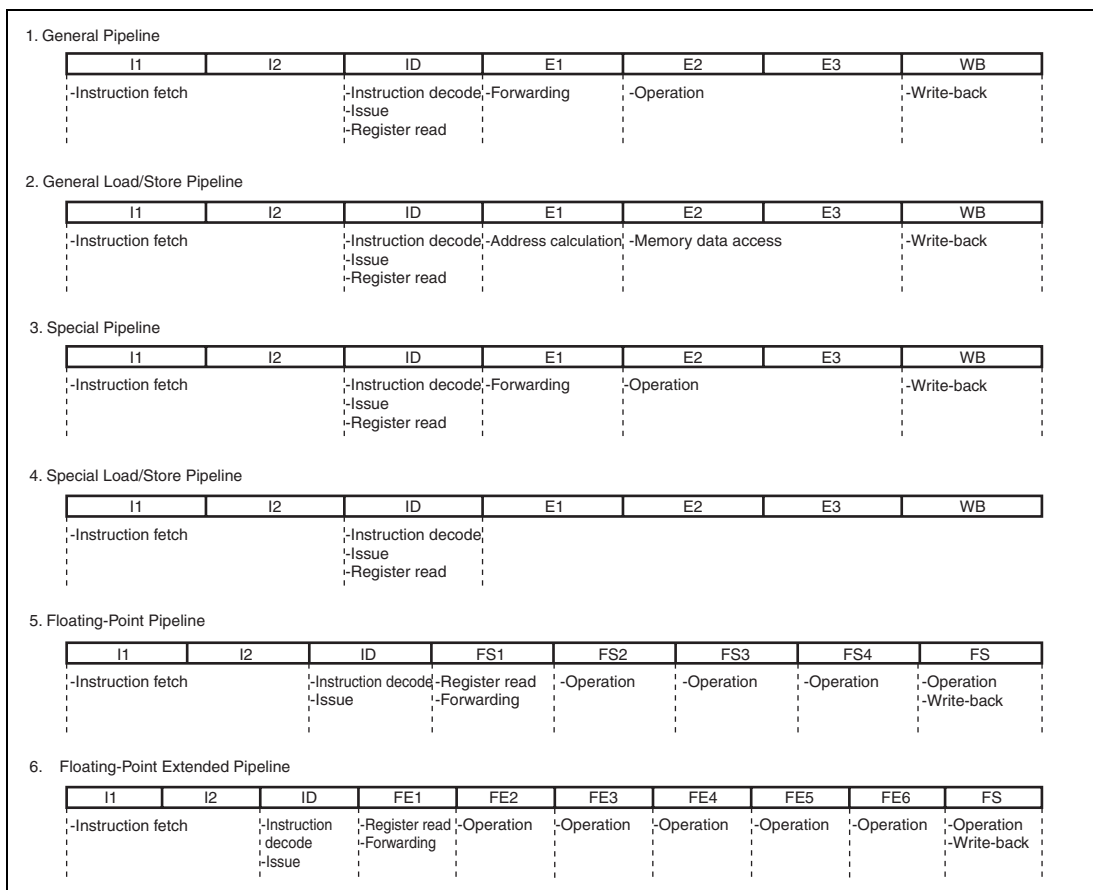 1. General Pipeline
I1 I2 ID E1 E2 E3 WB
-Instruction fetch -Instruction decode -Forwarding -Operation -Write-back
-Issue
-Register read
2. General Load/Store Pipeline
I1 I2 ID E1 E2 E3 WB
-Instruction fetch -Instruction decode -Address calculation -Memory data access -Write-back
-Issue
-Register read
3. Special Pipeline
I1 I2 ID E1 E2 E3 WB
-Instruction fetch -Instruction decode -Forwarding -Operation -Write-back
-Issue
-Register read
4. Special Load/Store Pipeline
I1 I2 ID E1 E2 E3 WB
-Instruction fetch -Instruction decode
-Issue
-Register read
5. Floating-Point Pipeline
I1 I2 ID FS1 FS2 FS3 FS4 FS
-Instruction fetch -Instruction decode -Register read -Operation -Operation -Operation -Operation
-Issue -Forwarding -Write-back
6. Floating-Point Extended Pipeline
I1 I2 ID FE1 FE2 FE3 FE4 FE5 FE6 FS
-Instruction fetch -Instruction -Register read -Operation -Operation -Operation -Operation -Operation -Operation
decode -Forwarding -Write-back
-Issue